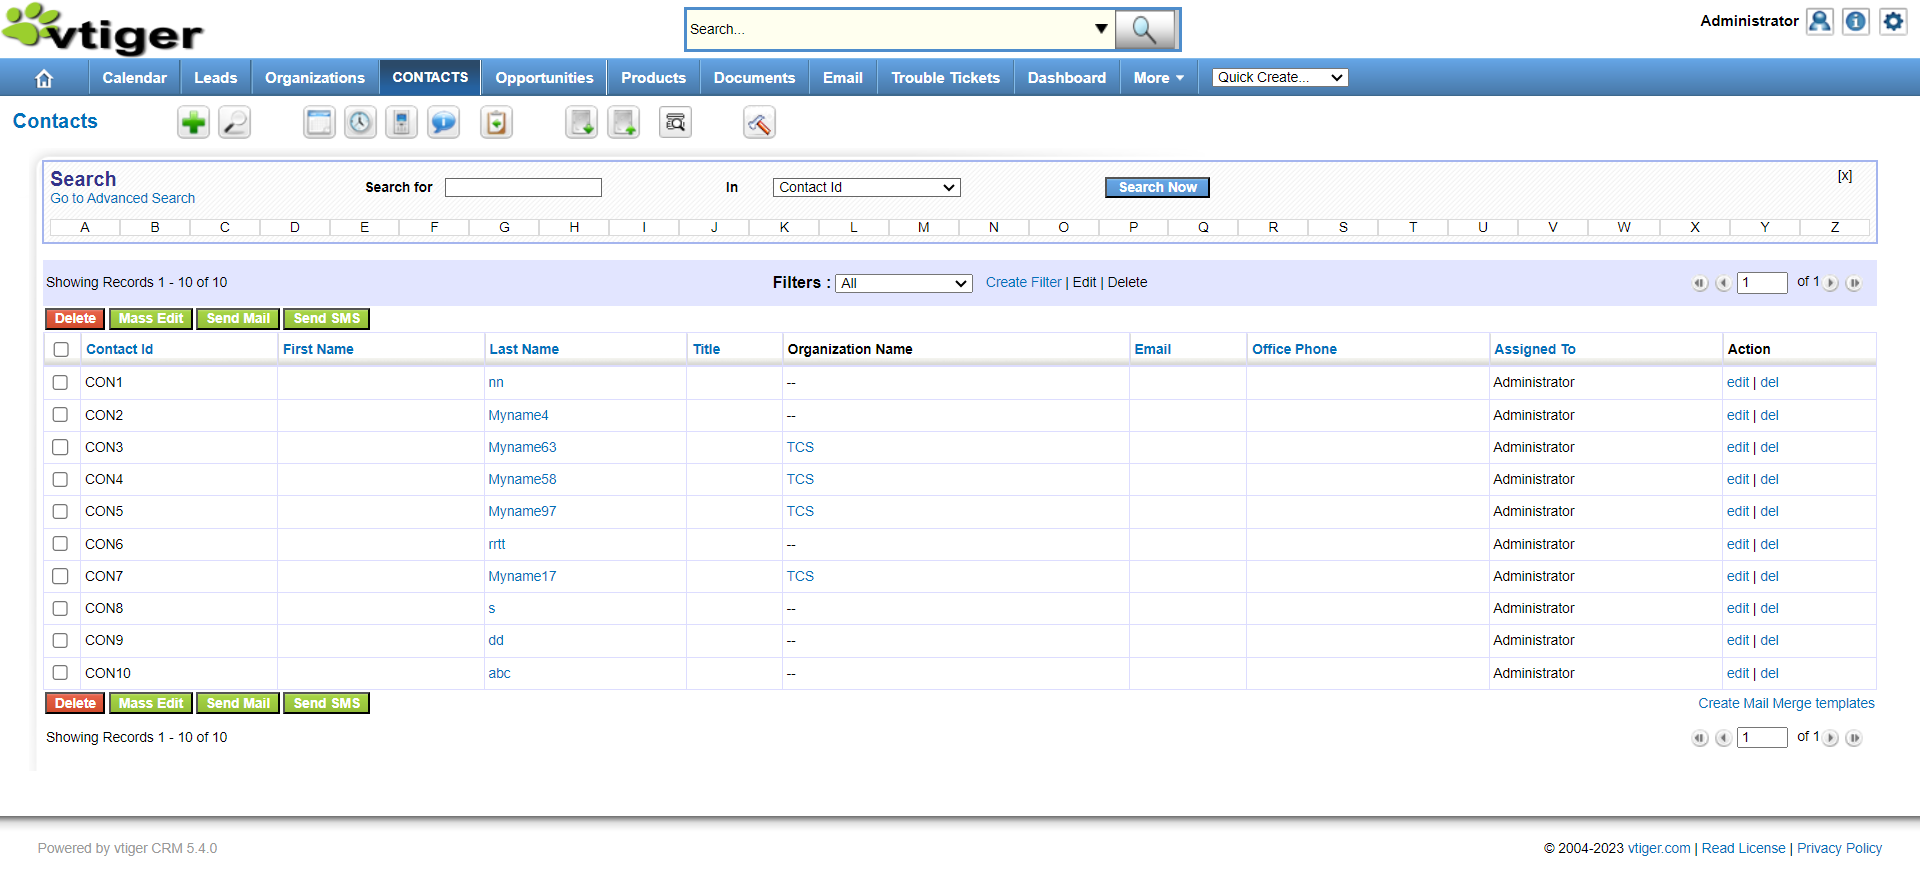 vtiger
Search...
Administrator
Calendar Leads Organizations CONTACTS Opportunities Products Documents Email Trouble Tickets Dashboard More Quick Create...
Contacts
Search
Go to Advanced Search
Search for In Contact Id Search Now [x]
A B C D E F G H I J K L M N O P Q R S T U V W X Y Z
Showing Records 1 - 10 of 10 Filters : All Create Filter | Edit | Delete 1 of 1
Delete Mass Edit Send Mail Send SMS
Contact Id First Name Last Name Title Organization Name Email Office Phone Assigned To Action
CON1 nn -- Administrator edit | del
CON2 Myname4 -- Administrator edit | del
CON3 Myname63 TCS Administrator edit | del
CON4 Myname58 TCS Administrator edit | del
CON5 Myname97 TCS Administrator edit | del
CON6 rrtt -- Administrator edit | del
CON7 Myname17 TCS Administrator edit | del
CON8 s -- Administrator edit | del
CON9 dd -- Administrator edit | del
CON10 abc -- Administrator edit | del
Delete Mass Edit Send Mail Send SMS Create Mail Merge templates
Showing Records 1 - 10 of 10 1 of 1
Powered by vtiger CRM 5.4.0 © 2004-2023 vtiger.com | Read License | Privacy Policy